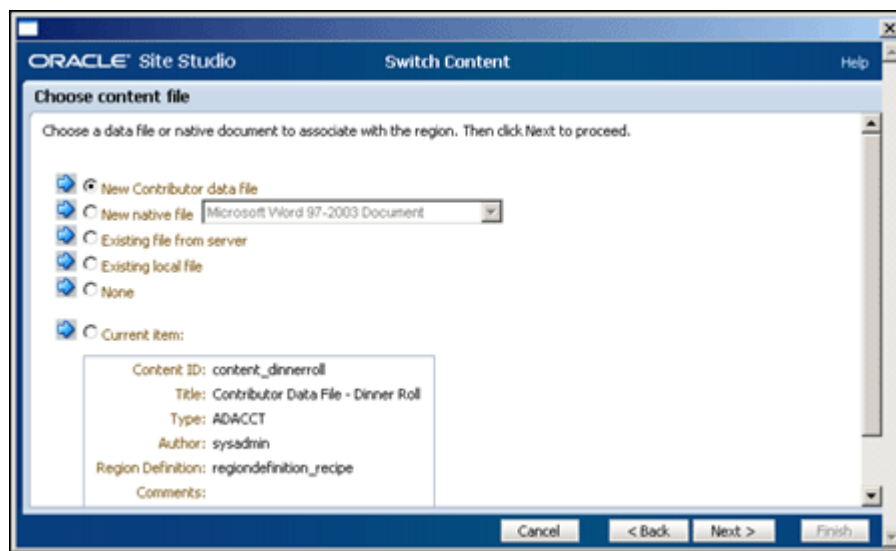 ORACLE Site Studio Switch Content Help
Choose content file
Choose a data file or native document to associate with the region. Then click Next to proceed.
New Contributor data file
New native file Microsoft Word 97-2003 Document
Existing file from server
Existing local file
None
Current item:
Content ID: content_dinnerroll
Title: Contributor Data File - Dinner Roll
Type: ADACCT
Author: sysadmin
Region Definition: regiondefinition_recipe
Comments:
Cancel < Back Next > Finish